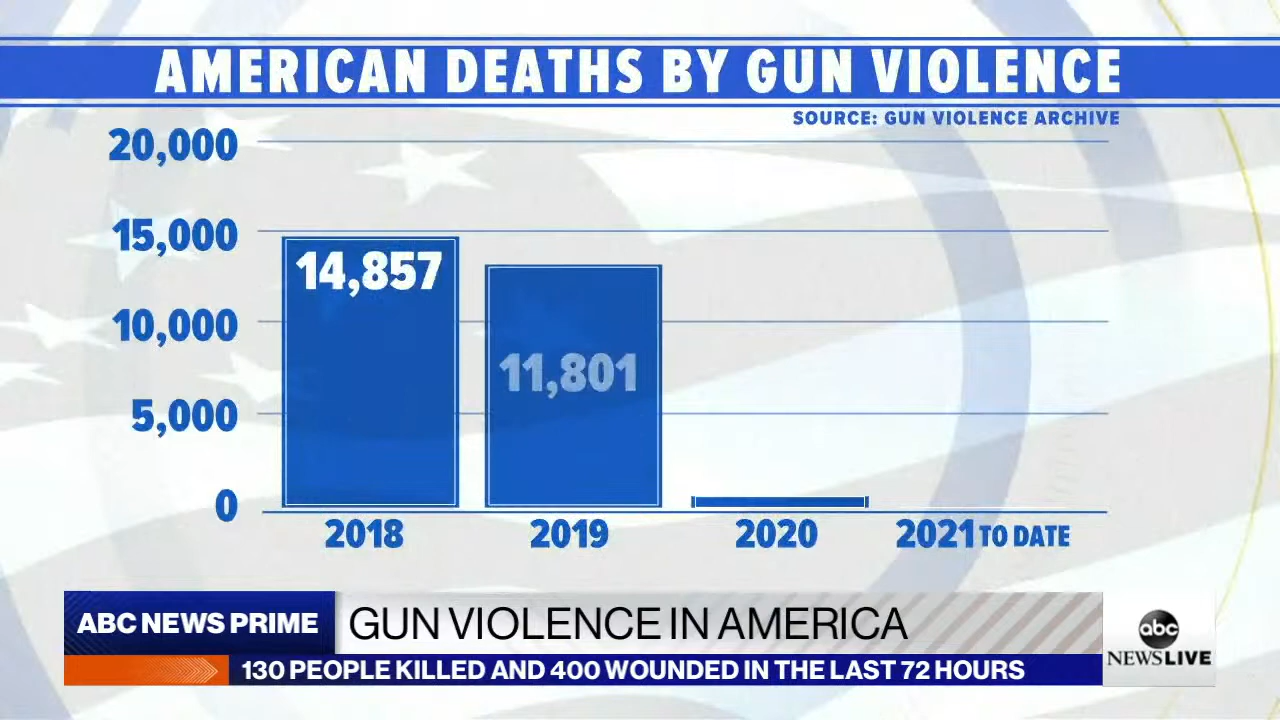 AMERICAN DEATHS BY GUN VIOLENCE
SOURCE: GUN VIOLENCE ARCHIVE
20,000
15,000
10,000
5,000
0
14,857
11,801
2018
2019
2020
2021 TO DATE
ABC NEWS PRIME
GUN VIOLENCE IN AMERICA
130 PEOPLE KILLED AND 400 WOUNDED IN THE LAST 72 HOURS
abc
NEWSLIVE